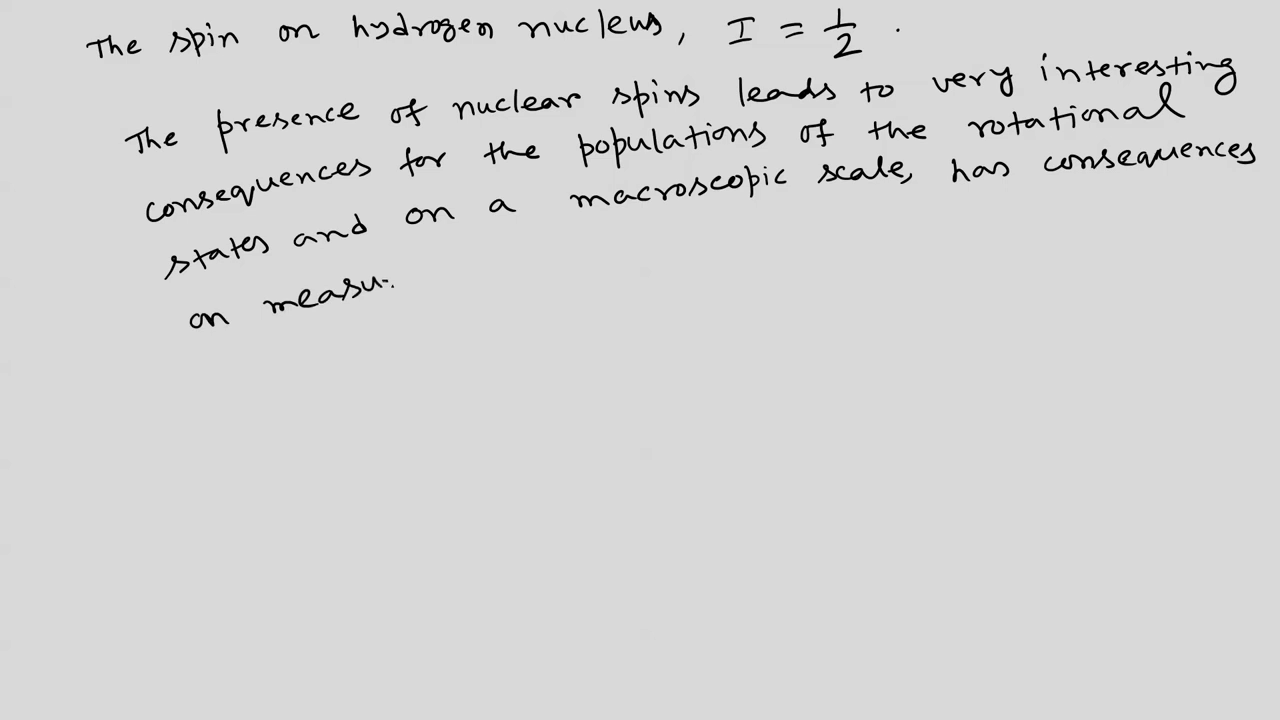 The spin on hydrogen nucleus, I = 1/2 .
The presence of nuclear spins leads to very interesting
consequences for the populations of the rotational
states and on a macroscopic scale, has consequences
on measu